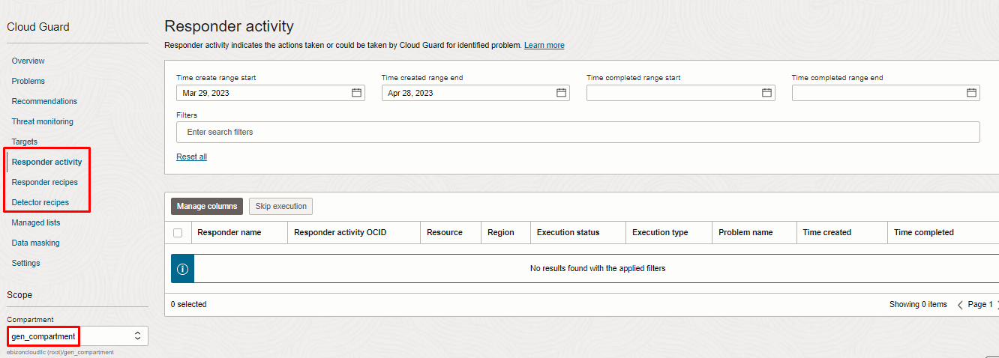 Cloud Guard
Overview
Problems
Recommendations
Threat monitoring
Targets
Responder activity
Responder recipes
Detector recipes
Managed lists
Data masking
Settings
Scope
Compartment
gen_compartment
ebizoncloudllc (root)/gen_compartment
Responder activity
Responder activity indicates the actions taken or could be taken by Cloud Guard for identified problem. Learn more
Time create range start
Time created range end
Time completed range start
Time completed range end
Mar 29, 2023
Apr 28, 2023
Filters
Enter search filters
Reset all
Manage columns
Skip execution
Responder name
Responder activity OCID
Resource
Region
Execution status
Execution type
Problem name
Time created
Time completed
No results found with the applied filters
0 selected
Showing 0 items
Page 1